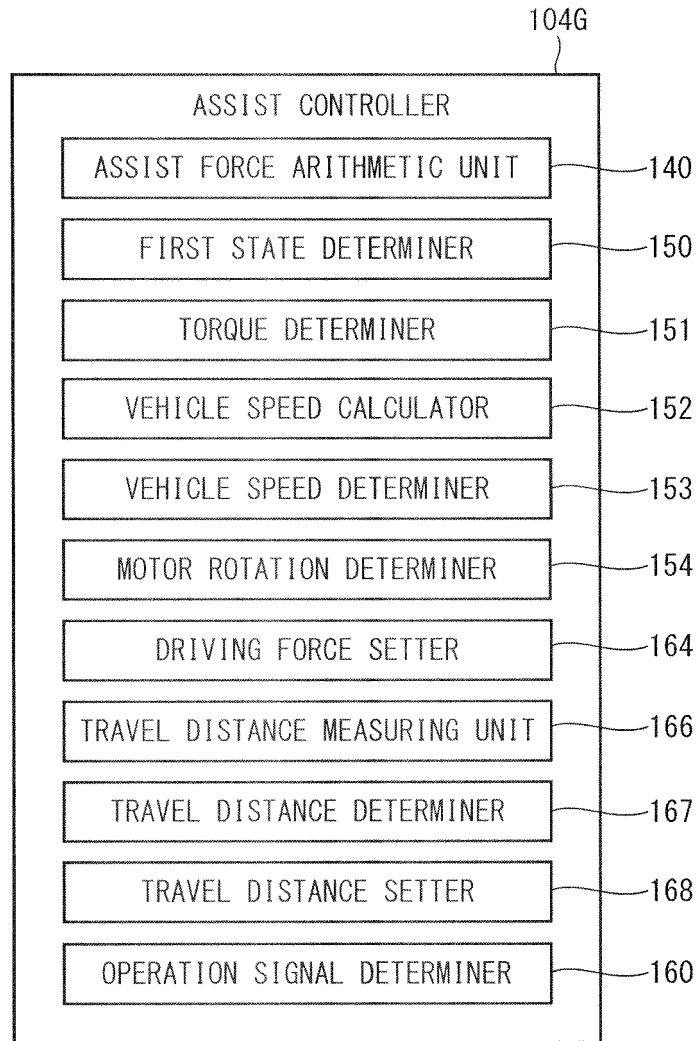 104G
ASSIST CONTROLLER
ASSIST FORCE ARITHMETIC UNIT 140
FIRST STATE DETERMINER 150
TORQUE DETERMINER 151
VEHICLE SPEED CALCULATOR 152
VEHICLE SPEED DETERMINER 153
MOTOR ROTATION DETERMINER 154
DRIVING FORCE SETTER 164
TRAVEL DISTANCE MEASURING UNIT 166
TRAVEL DISTANCE DETERMINER 167
TRAVEL DISTANCE SETTER 168
OPERATION SIGNAL DETERMINER 160